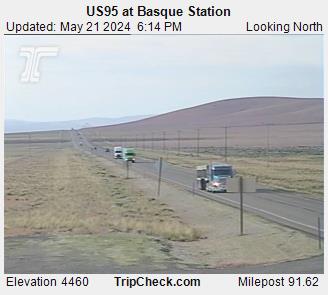 US95 at Basque Station
Updated: May 21 2024 6:14 PM Looking North
Elevation 4460 TripCheck.com Milepost 91.62